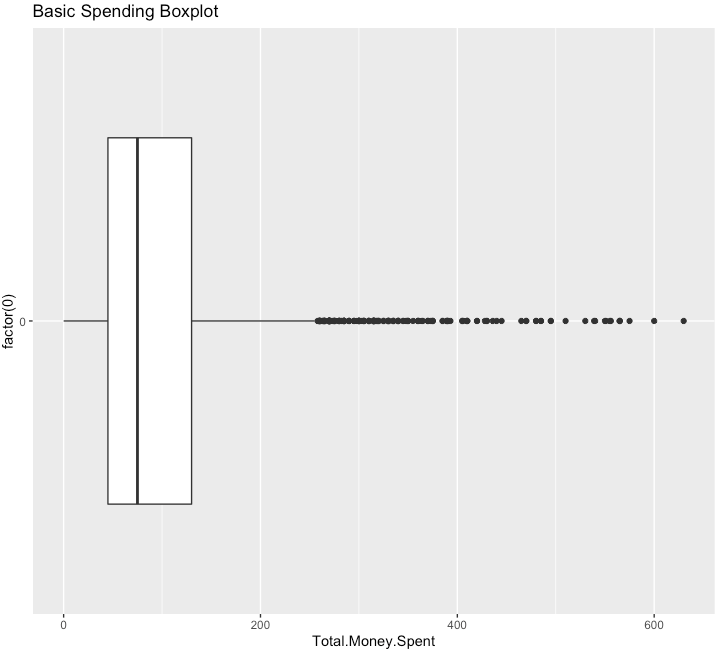 Basic Spending Boxplot
factor(0)
0
0 200 400 600
Total.Money.Spent